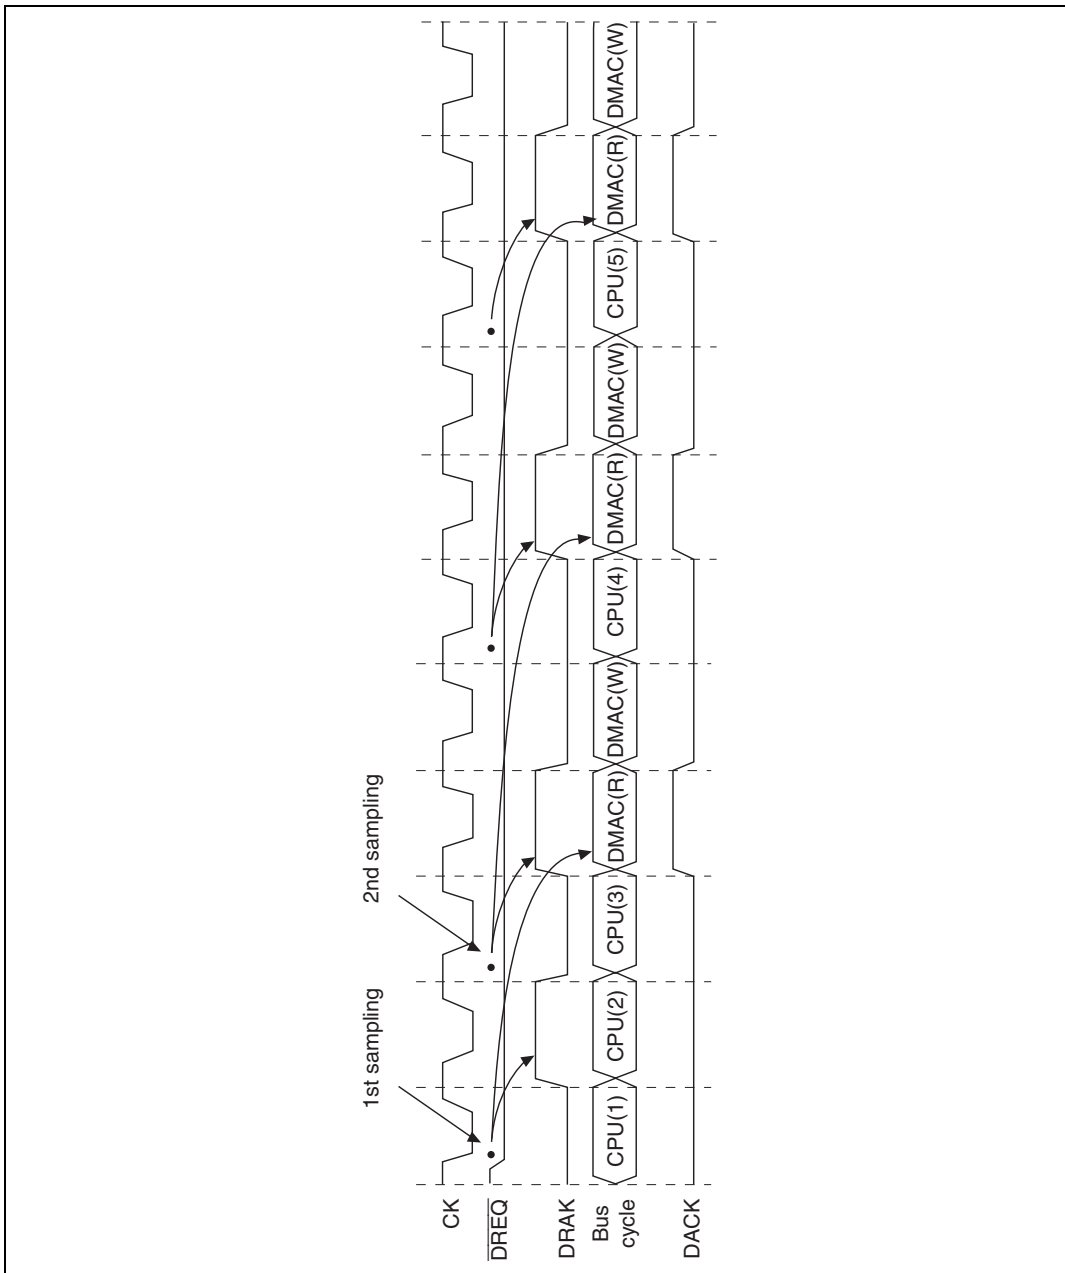 1st sampling
2nd sampling
CK
DREQ
DRAK
Bus
cycle
CPU(1)
CPU(2)
CPU(3)
DMAC(R)
DMAC(W)
CPU(4)
DMAC(R)
DMAC(W)
CPU(5)
DMAC(R)
DMAC(W)
DACK